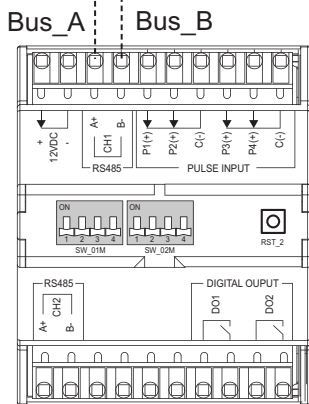 Bus_A Bus_B
+ 12VDC -
A+ CH1 B-
RS485
P1(+) P2(+) C(-) P3(+) P4(+) C(-)
PULSE INPUT
ON ON
1 2 3 4 1 2 3 4
SW_01M SW_02M
RST_2
RS485 DIGITAL OUPUT
A+ CH2 B- DO1 DO2